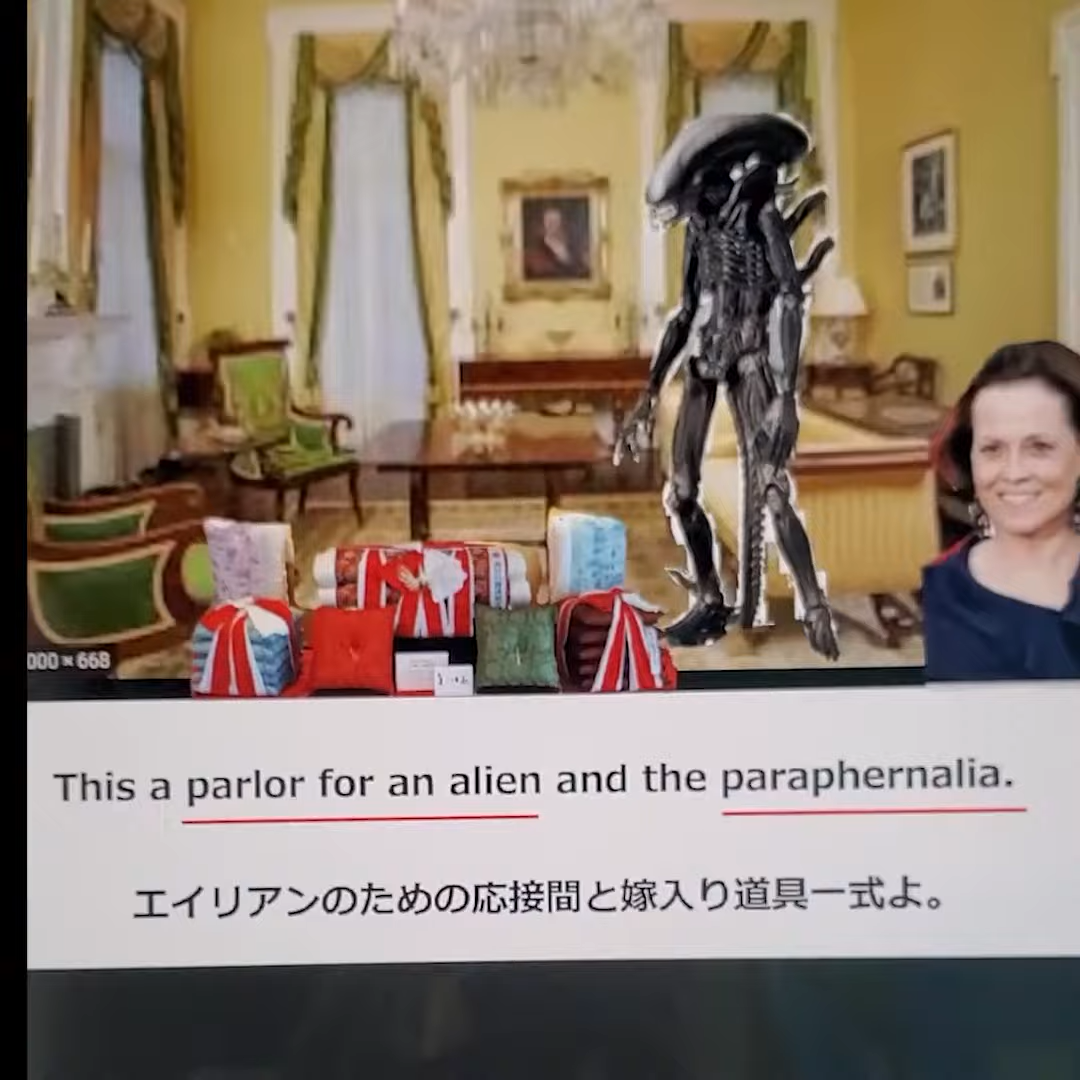 000 × 668
This a parlor for an alien and the paraphernalia.
エイリアンのための応接間と嫁入り道具一式よ。